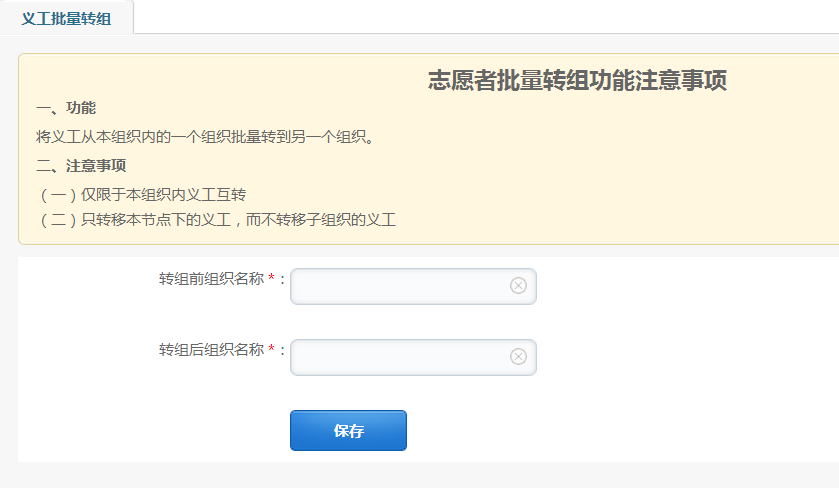 义工批量转组
志愿者批量转组功能注意事项
一、功能
将义工从本组织内的一个组织批量转到另一个组织。
二、注意事项
（一）仅限于本组织内义工互转
（二）只转移本节点下的义工，而不转移子组织的义工
转组前组织名称 *：
转组后组织名称 *：
保存